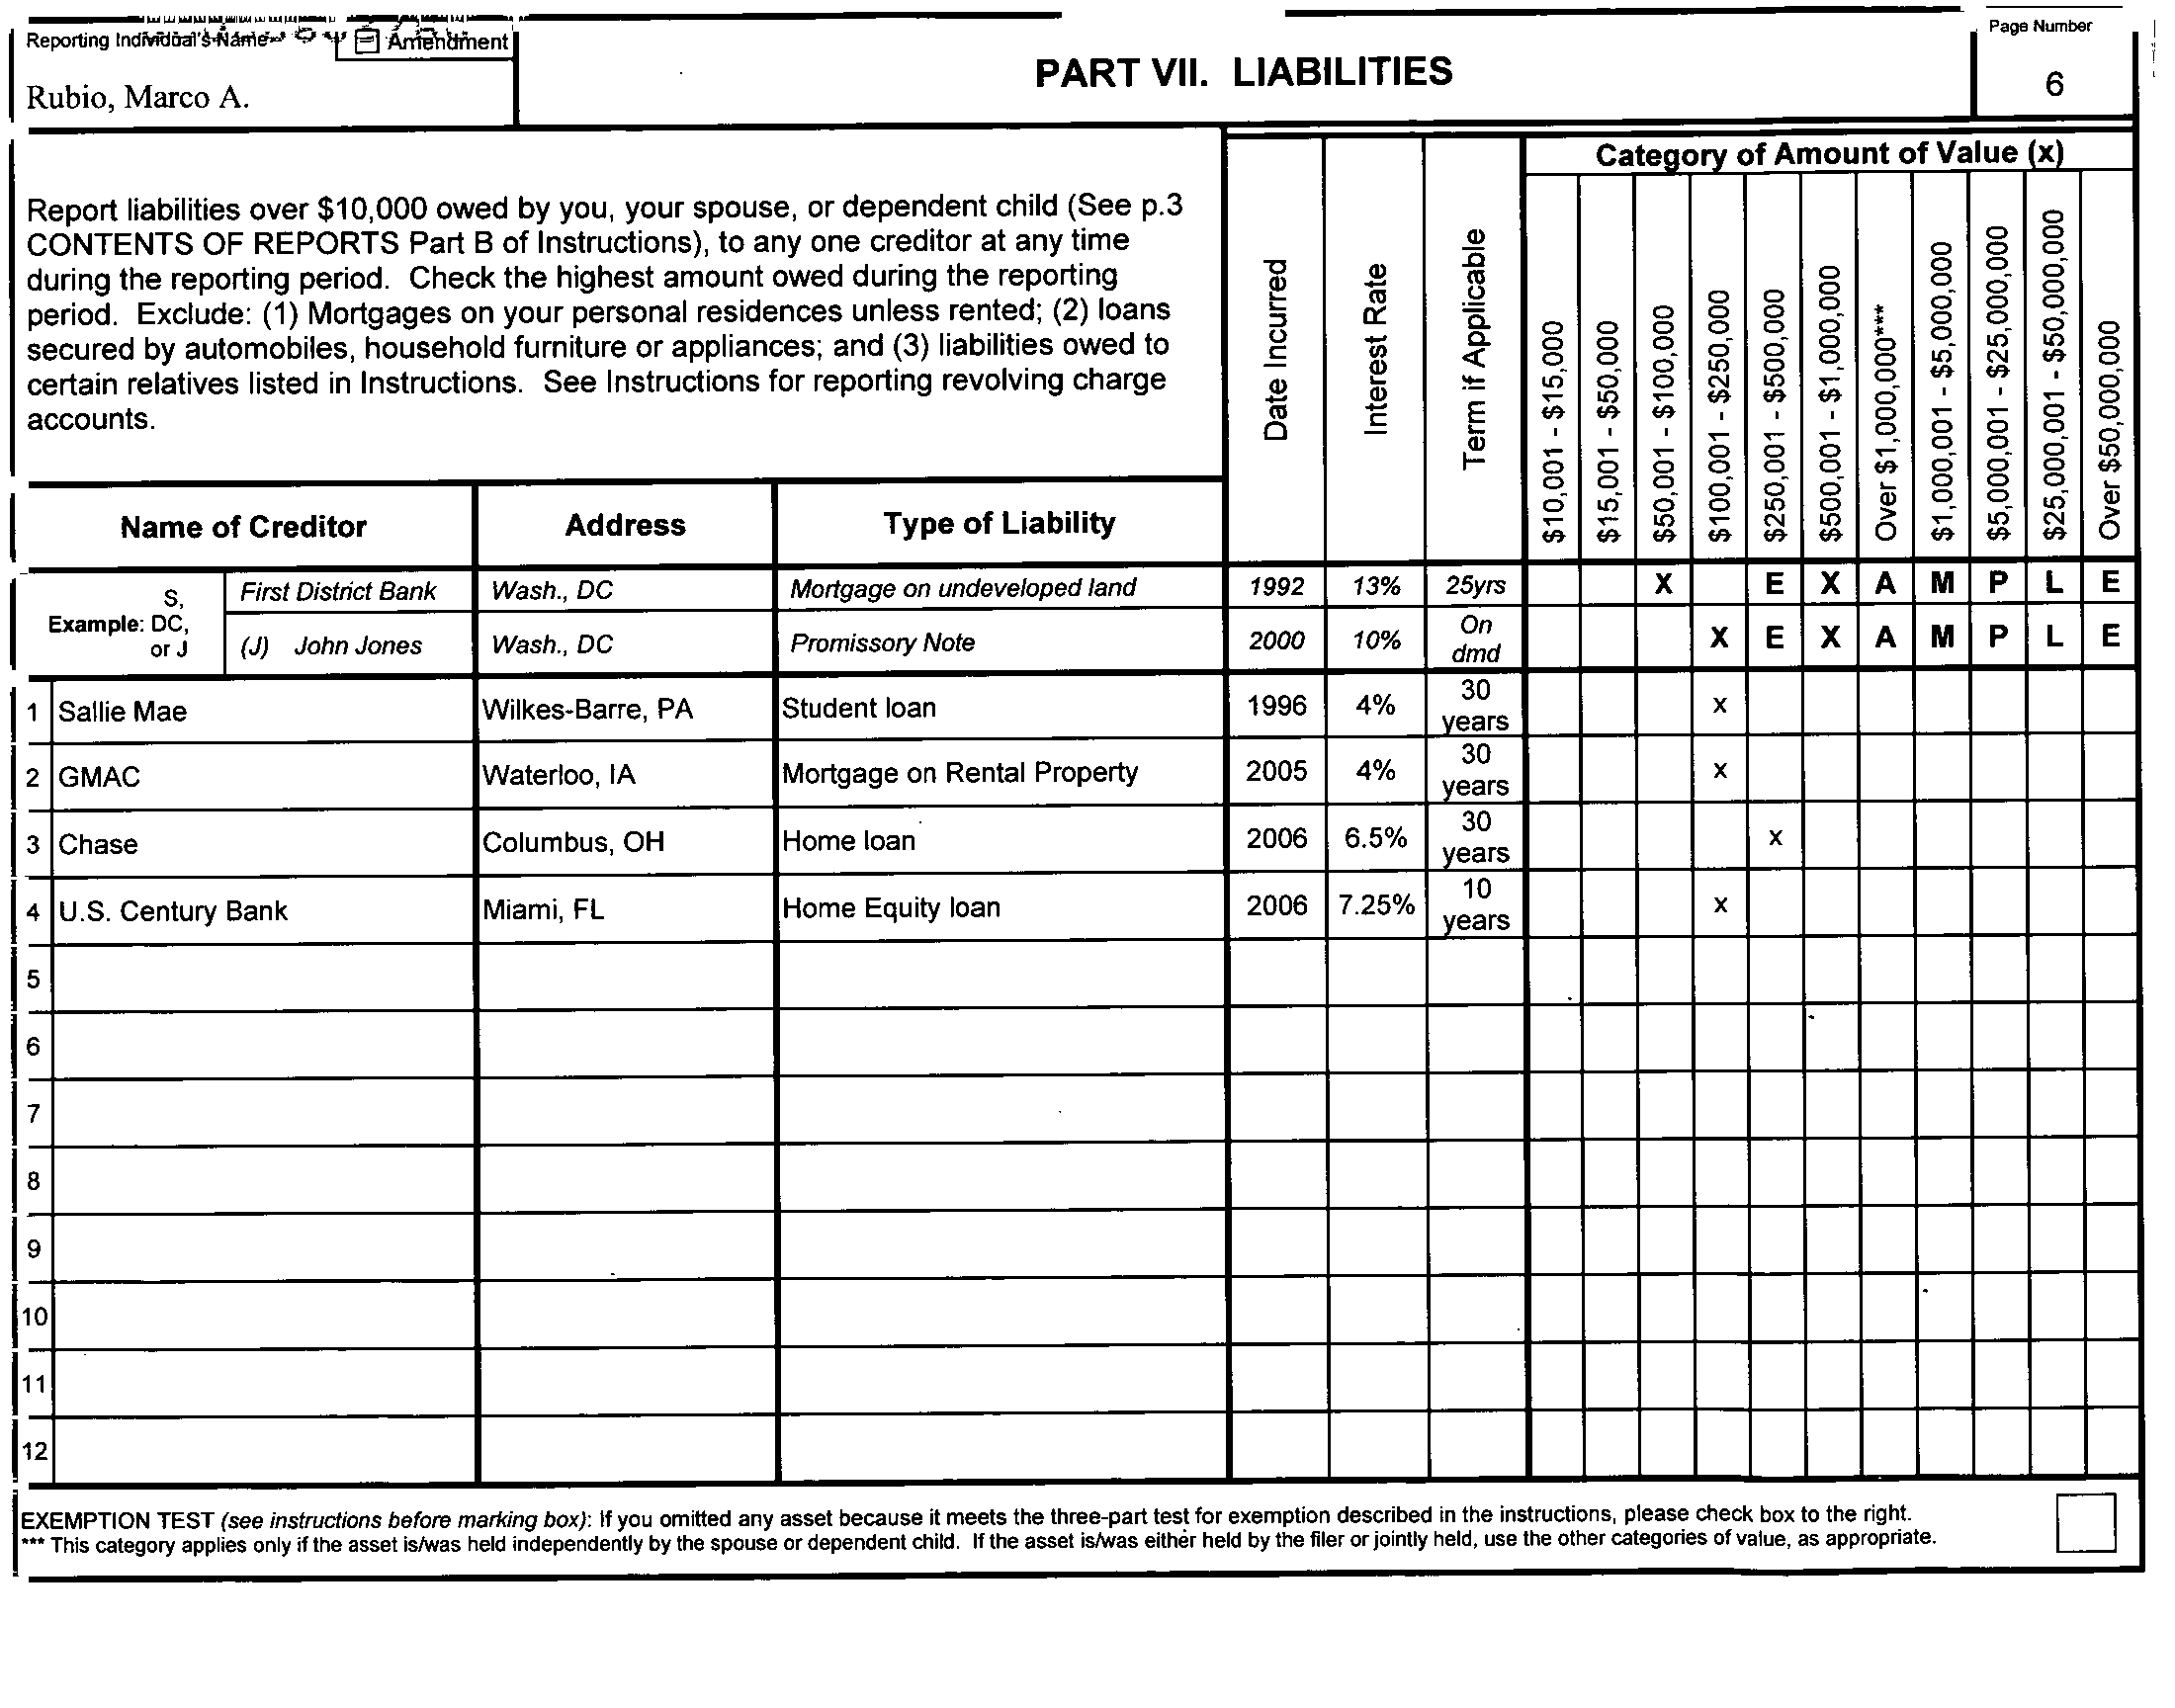 Reporting Individual's Name
Amendment
Rubio, Marco A.
PART VII. LIABILITIES
Page Number
6
Report liabilities over $10,000 owed by you, your spouse, or dependent child (See p.3
CONTENTS OF REPORTS Part B of Instructions), to any one creditor at any time
during the reporting period. Check the highest amount owed during the reporting
period. Exclude: (1) Mortgages on your personal residences unless rented; (2) loans
secured by automobiles, household furniture or appliances; and (3) liabilities owed to
certain relatives listed in Instructions. See Instructions for reporting revolving charge
accounts.
Date Incurred
Interest Rate
Term if Applicable
Category of Amount of Value (x)
$10,001 - $15,000
$15,001 - $50,000
$50,001 - $100,000
$100,001 - $250,000
$250,001 - $500,000
$500,001 - $1,000,000
Over $1,000,000***
$1,000,001 - $5,000,000
$5,000,001 - $25,000,000
$25,000,001 - $50,000,000
Over $50,000,000
Name of Creditor Address Type of Liability
Example: S, DC, or J
First District Bank Wash., DC Mortgage on undeveloped land 1992 13% 25yrs X E X A M P L E
(J) John Jones Wash., DC Promissory Note 2000 10% On dmd X E X A M P L E
1 Sallie Mae Wilkes-Barre, PA Student loan 1996 4% 30 years x
2 GMAC Waterloo, IA Mortgage on Rental Property 2005 4% 30 years x
3 Chase Columbus, OH Home loan 2006 6.5% 30 years x
4 U.S. Century Bank Miami, FL Home Equity loan 2006 7.25% 10 years x
5
6
7
8
9
10
11
12
EXEMPTION TEST (see instructions before marking box): If you omitted any asset because it meets the three-part test for exemption described in the instructions, please check box to the right.
*** This category applies only if the asset is/was held independently by the spouse or dependent child. If the asset is/was either held by the filer or jointly held, use the other categories of value, as appropriate.